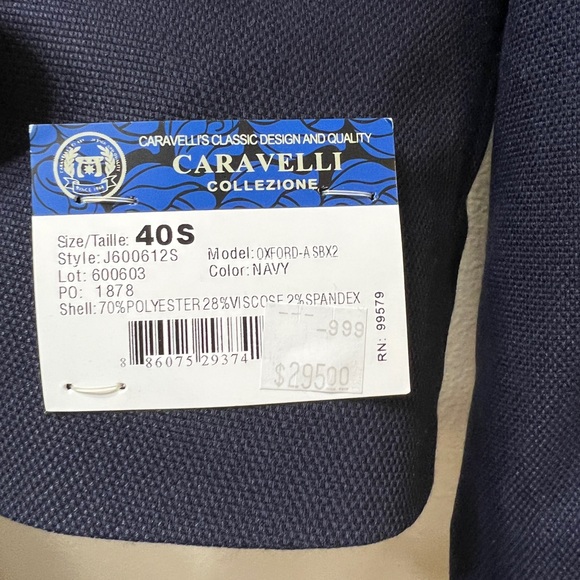 CARAVELLI'S CLASSIC DESIGN AND QUALITY
CARAVELLI
COLLEZIONE
SINCE
Size/Taille: 40S
Style: J600612S
Model: OXFORD-A SBX2
Lot: 600603
Color: NAVY
PO: 1878
Shell: 70%POLYESTER 28%VISCOSE 2%SPANDEX
-999
$295.00
8 86075 29374
RN: 99579